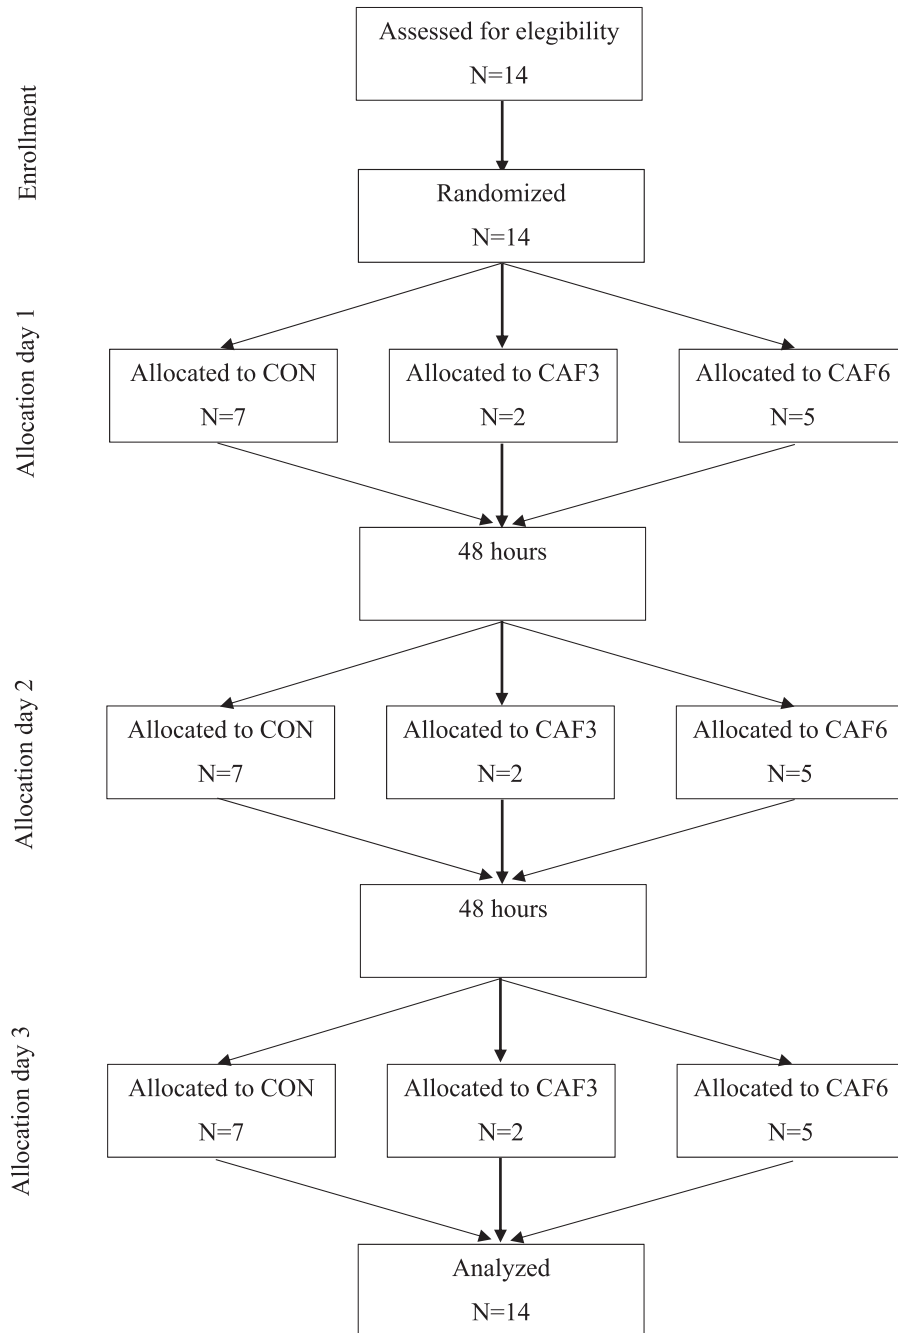 Enrollment
Assessed for elegibility
N=14
Randomized
N=14
Allocation day 1
Allocated to CON
N=7
Allocated to CAF3
N=2
Allocated to CAF6
N=5
48 hours
Allocation day 2
Allocated to CON
N=7
Allocated to CAF3
N=2
Allocated to CAF6
N=5
48 hours
Allocation day 3
Allocated to CON
N=7
Allocated to CAF3
N=2
Allocated to CAF6
N=5
Analyzed
N=14